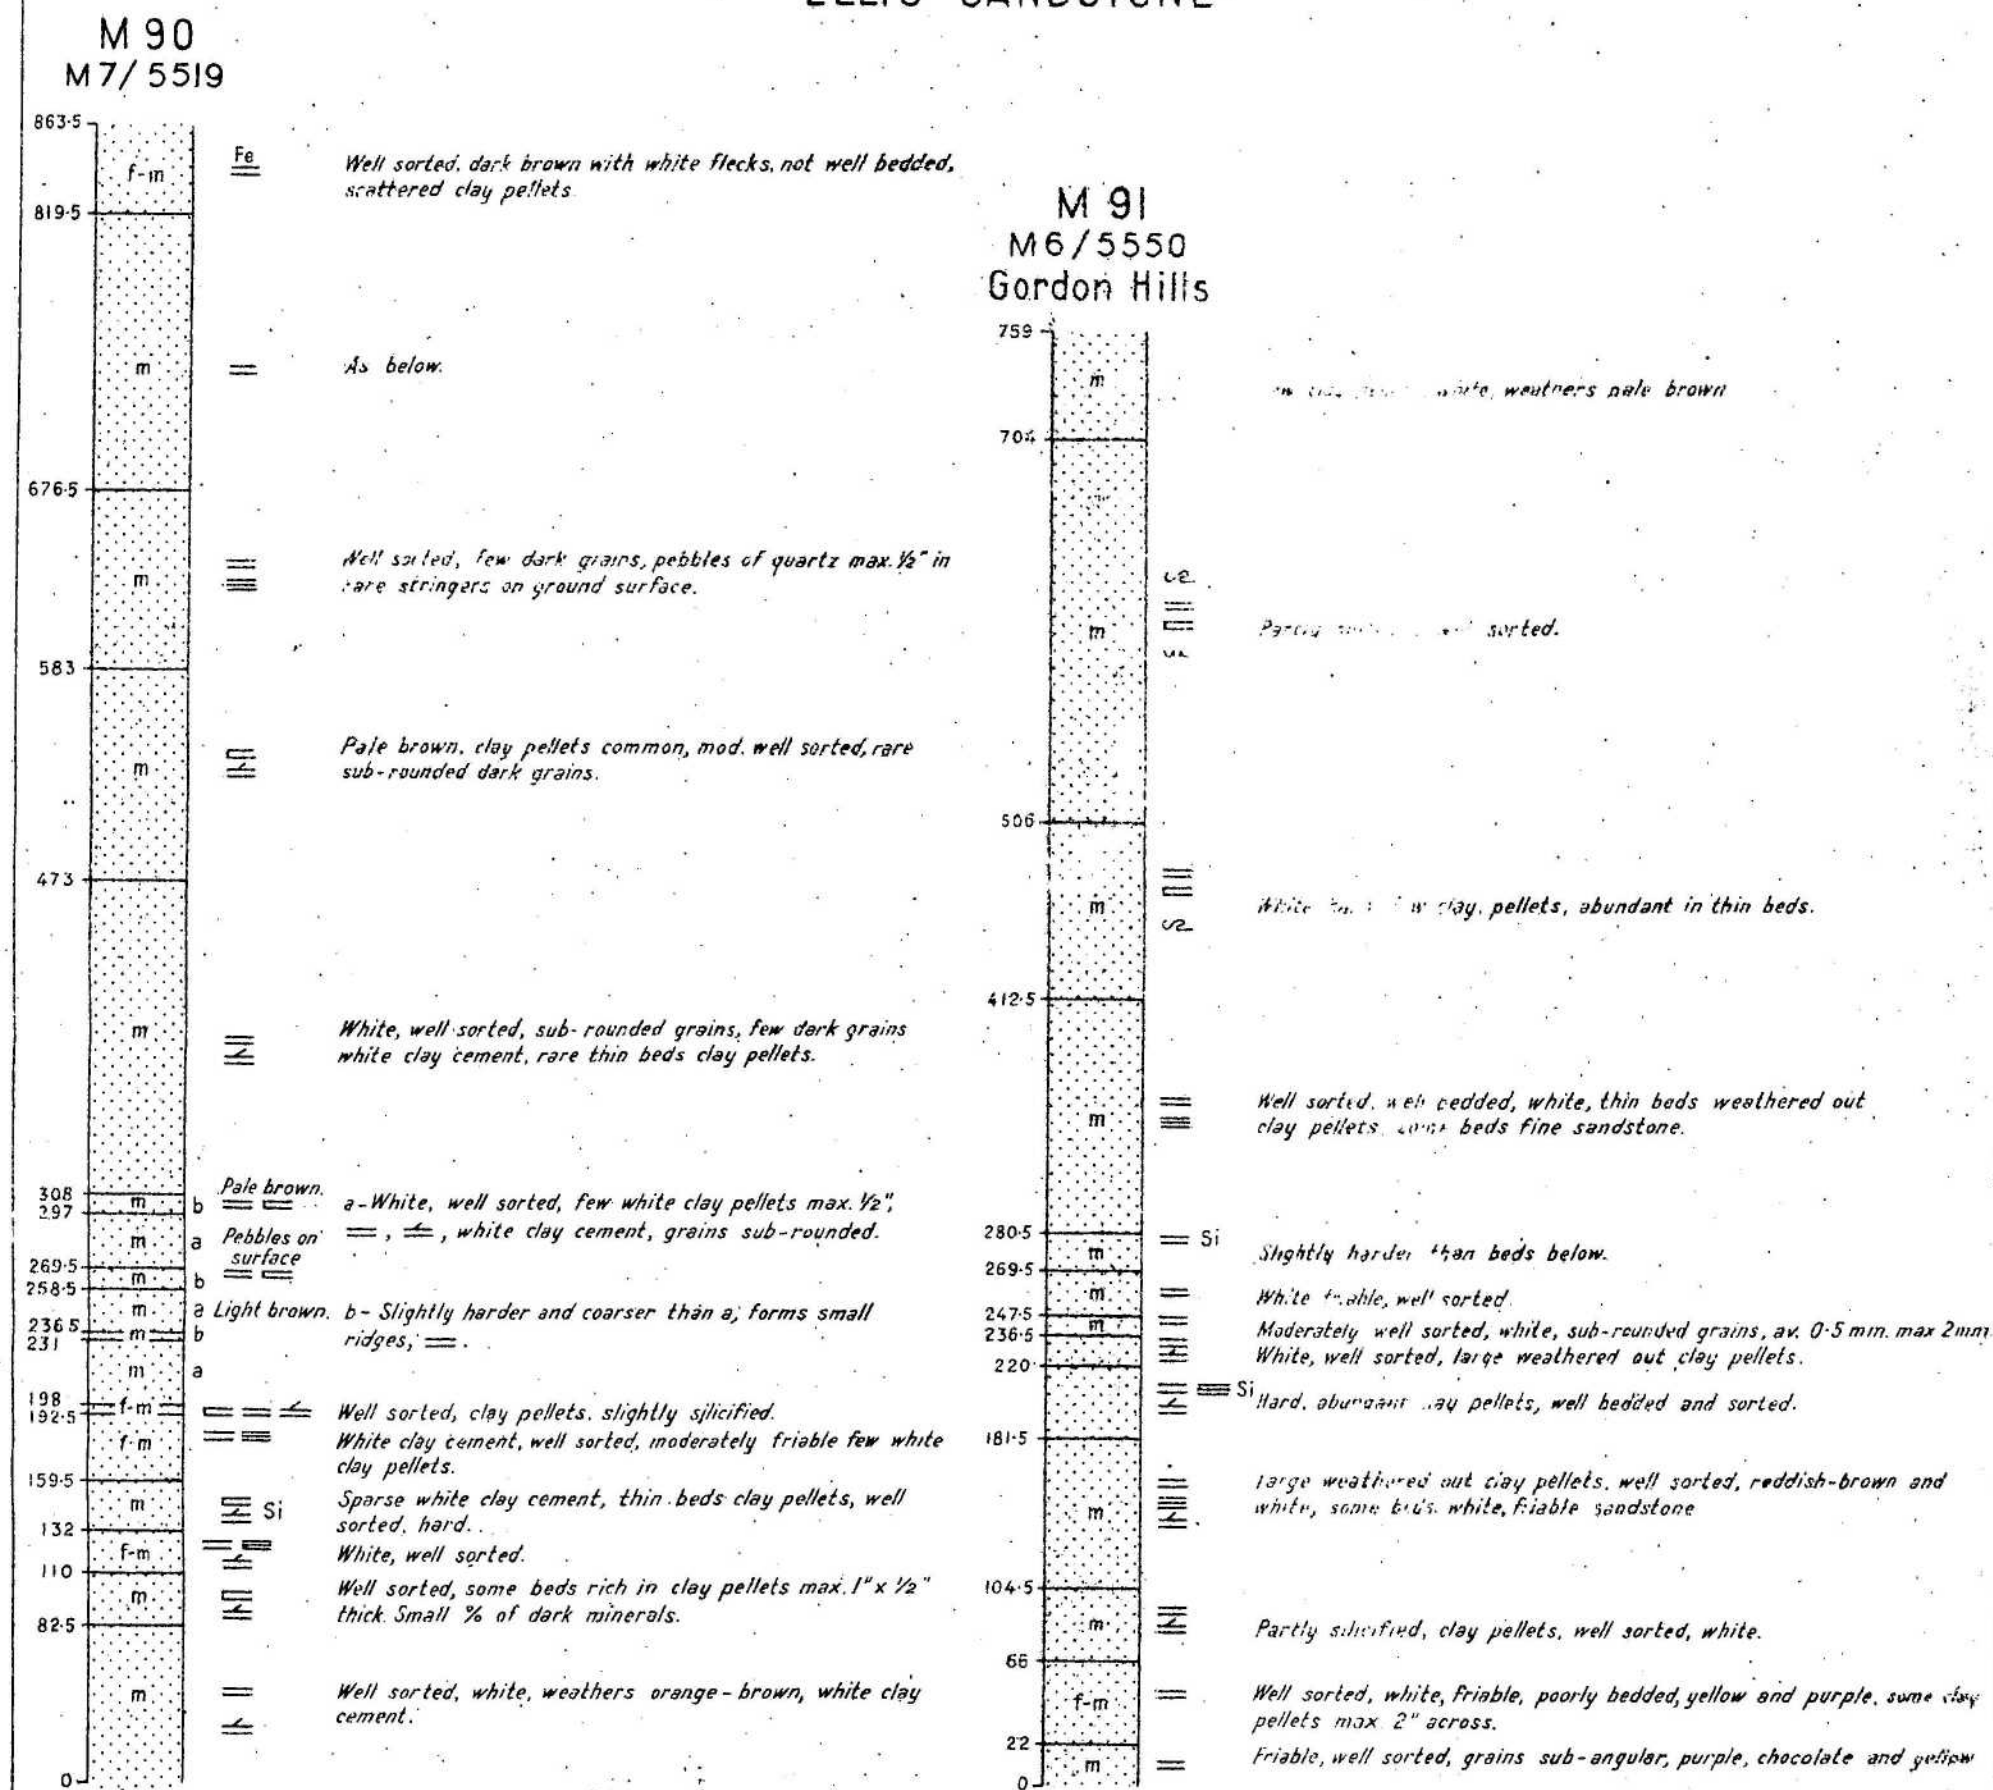 M 90
M7/5519
863·5
f-m
Fe
Well sorted, dark brown with white flecks, not well bedded,
scattered clay pellets
819·5
m
As below.
676·5
m
Well sorted, few dark grains, pebbles of quartz max. ½" in
rare stringers on ground surface.
583
m
Pale brown, clay pellets common, mod. well sorted, rare
sub-rounded dark grains.
473
m
White, well sorted, sub-rounded grains, few dark grains
white clay cement, rare thin beds clay pellets.
308
m b
Pale brown.
a-White, well sorted, few white clay pellets max. ½",
297
m a
Pebbles on
surface
, , white clay cement, grains sub-rounded.
269·5
m b
258·5
m a Light brown.
b- Slightly harder and coarser than a; forms small
ridges, .
236·5
m b
231
m a
198
f-m
Well sorted, clay pellets, slightly silicified.
192·5
f-m
White clay cement, well sorted, moderately friable few white
clay pellets.
159·5
m
Si
Sparse white clay cement, thin beds clay pellets, well
sorted, hard.
132
f-m
White, well sorted.
110
m
Well sorted, some beds rich in clay pellets max. 1" x ½"
thick. Small % of dark minerals.
82·5
m
Well sorted, white, weathers orange-brown, white clay
cement.
0
M 91
M6/5550
Gordon Hills
759
m
white, weathers pale brown
704
m
Partly sorted.
506
m
White clay pellets, abundant in thin beds.
412·5
m
Well sorted, well bedded, white, thin beds weathered out
clay pellets, some beds fine sandstone.
280·5
m
Si
Slightly harder than beds below.
269·5
m
White friable, well sorted
247·5
m
Moderately well sorted, white, sub-rounded grains, av. 0·5 mm. max 2mm.
236·5
White, well sorted, large weathered out clay pellets.
220
Si
Hard, abundant clay pellets, well bedded and sorted.
181·5
m
Large weathered out clay pellets, well sorted, reddish-brown and
white, some beds white, friable sandstone
104·5
m
Partly silicified, clay pellets, well sorted, white.
66
f-m
Well sorted, white, friable, poorly bedded, yellow and purple, some clay
pellets max 2" across.
22
m
Friable, well sorted, grains sub-angular, purple, chocolate and yellow
0